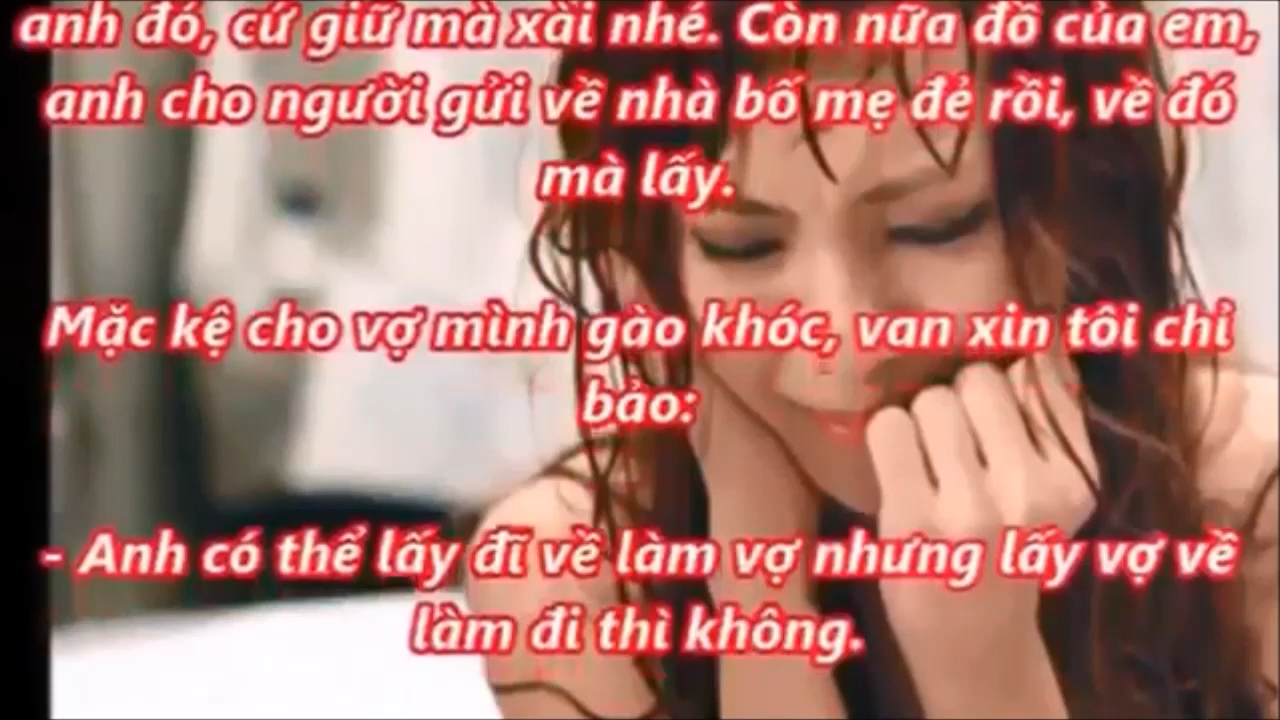 anh đó, cứ giữ mà xài nhé. Còn nữa đồ của em,
anh cho người gửi về nhà bố mẹ đẻ rồi, về đó
mà lấy.
Mặc kệ cho vợ mình gào khóc, van xin tôi chỉ
bảo:
- Anh có thể lấy đĩ về làm vợ nhưng lấy vợ về
làm đi thì không.